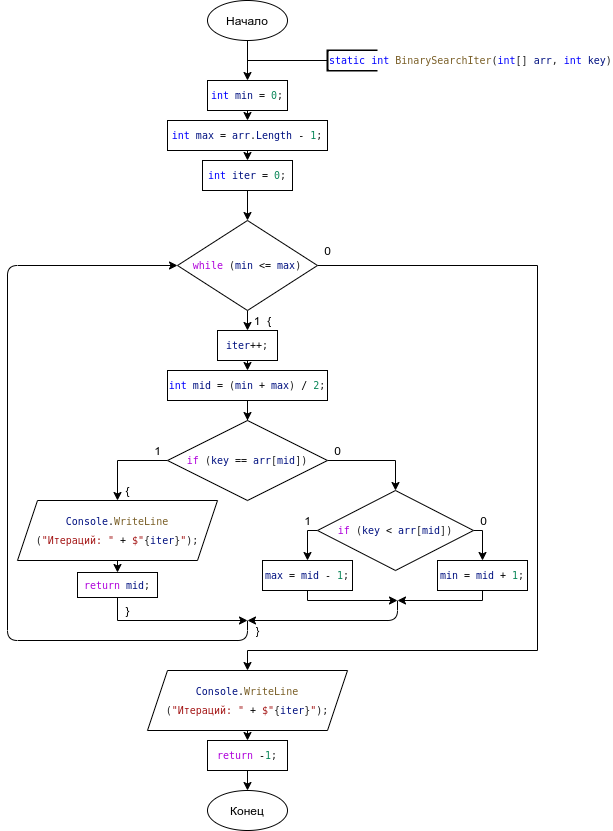 Начало
static int BinarySearchIter(int[] arr, int key)
int min = 0;
int max = arr.Length - 1;
int iter = 0;
while (min <= max)
0
1 {
iter++;
int mid = (min + max) / 2;
if (key == arr[mid])
1
0
{
Console.WriteLine
("Итераций: " + $"{iter}");
return mid;
}
if (key < arr[mid])
1
0
max = mid - 1;
min = mid + 1;
}
Console.WriteLine
("Итераций: " + $"{iter}");
return -1;
Конец